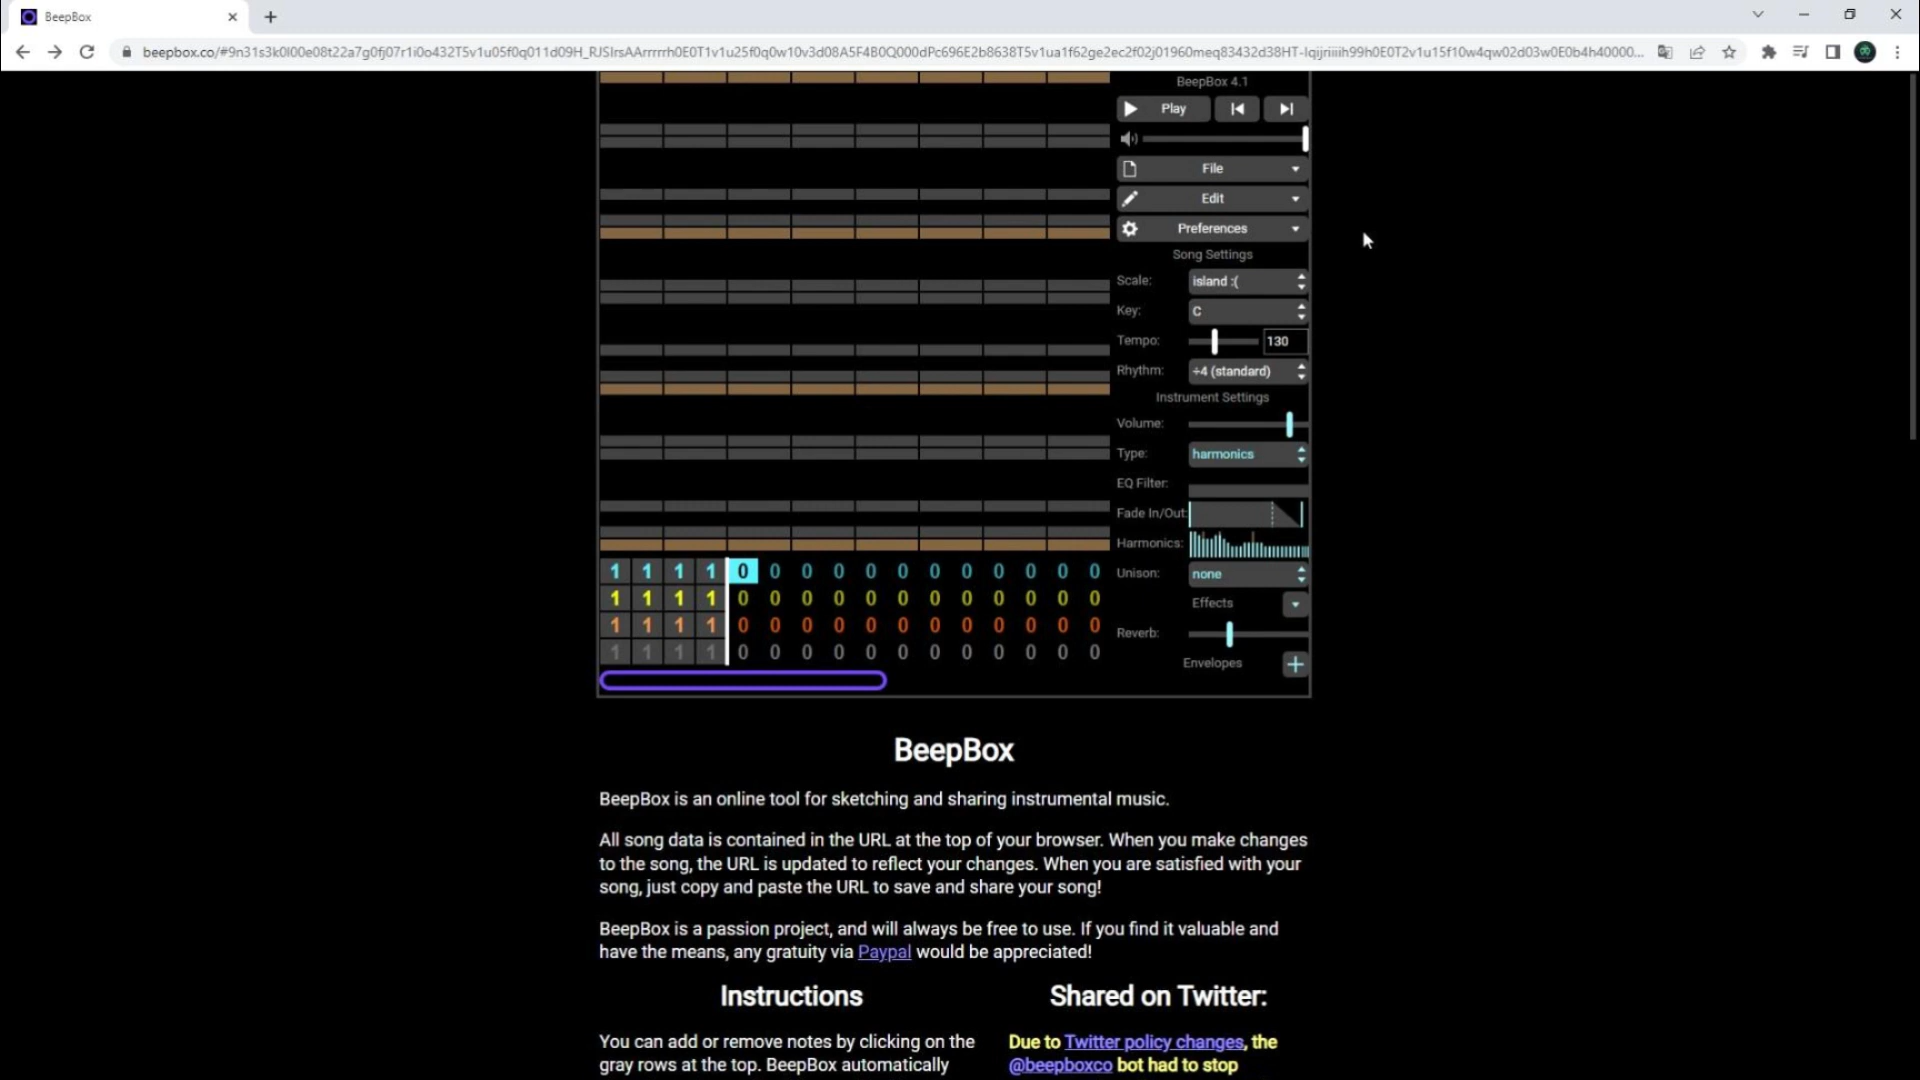 BeepBox
beepbox.co/#9n31s3k0l00e08t22a7g0fj07r1i0o432T5v1u05f0q011d09H_RJSIrsAArrrrrh0E0T1v1u25f0q0w10v3d08A5F4B0Q000dPc696E2b8638T5v1ua1f62ge2ec2f02j01960meq83432d38HT-Iqijriiiih99h0E0T2v1u15f10w4qw02d03w0E0b4h40000...
BeepBox 4.1
Play
File
Edit
Preferences
Song Settings
Scale: island :(
Key: C
Tempo: 130
Rhythm: ÷4 (standard)
Instrument Settings
Volume:
Type: harmonics
EQ Filter:
Fade In/Out:
Harmonics:
Unison: none
Effects
Reverb:
Envelopes
1 1 1 1 0 0 0 0 0 0 0 0 0 0 0 0
1 1 1 1 0 0 0 0 0 0 0 0 0 0 0 0
1 1 1 1 0 0 0 0 0 0 0 0 0 0 0 0
1 1 1 1 0 0 0 0 0 0 0 0 0 0 0 0
BeepBox
BeepBox is an online tool for sketching and sharing instrumental music.
All song data is contained in the URL at the top of your browser. When you make changes
to the song, the URL is updated to reflect your changes. When you are satisfied with your
song, just copy and paste the URL to save and share your song!
BeepBox is a passion project, and will always be free to use. If you find it valuable and
have the means, any gratuity via Paypal would be appreciated!
Instructions
You can add or remove notes by clicking on the
gray rows at the top. BeepBox automatically
Shared on Twitter:
Due to Twitter policy changes, the
@beepboxco bot had to stop